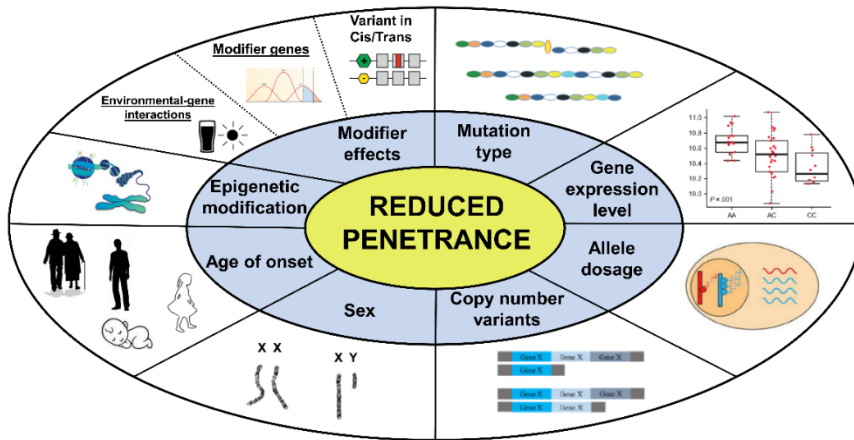 Variant in
Cis/Trans
Modifier genes
Environmental-gene
interactions
+
-
Modifier
effects
Mutation
type
Epigenetic
modification
Gene
expression
level
REDUCED
PENETRANCE
Age of onset
Allele
dosage
Sex
Copy number
variants
11.0
10.8
10.6
10.4
10.2
10.0
P=.001
AA
AC
CC
X X
X Y
Gene X Gene X Gene X
Gene X
Gene X Gene X Gene X
Gene X Gene X